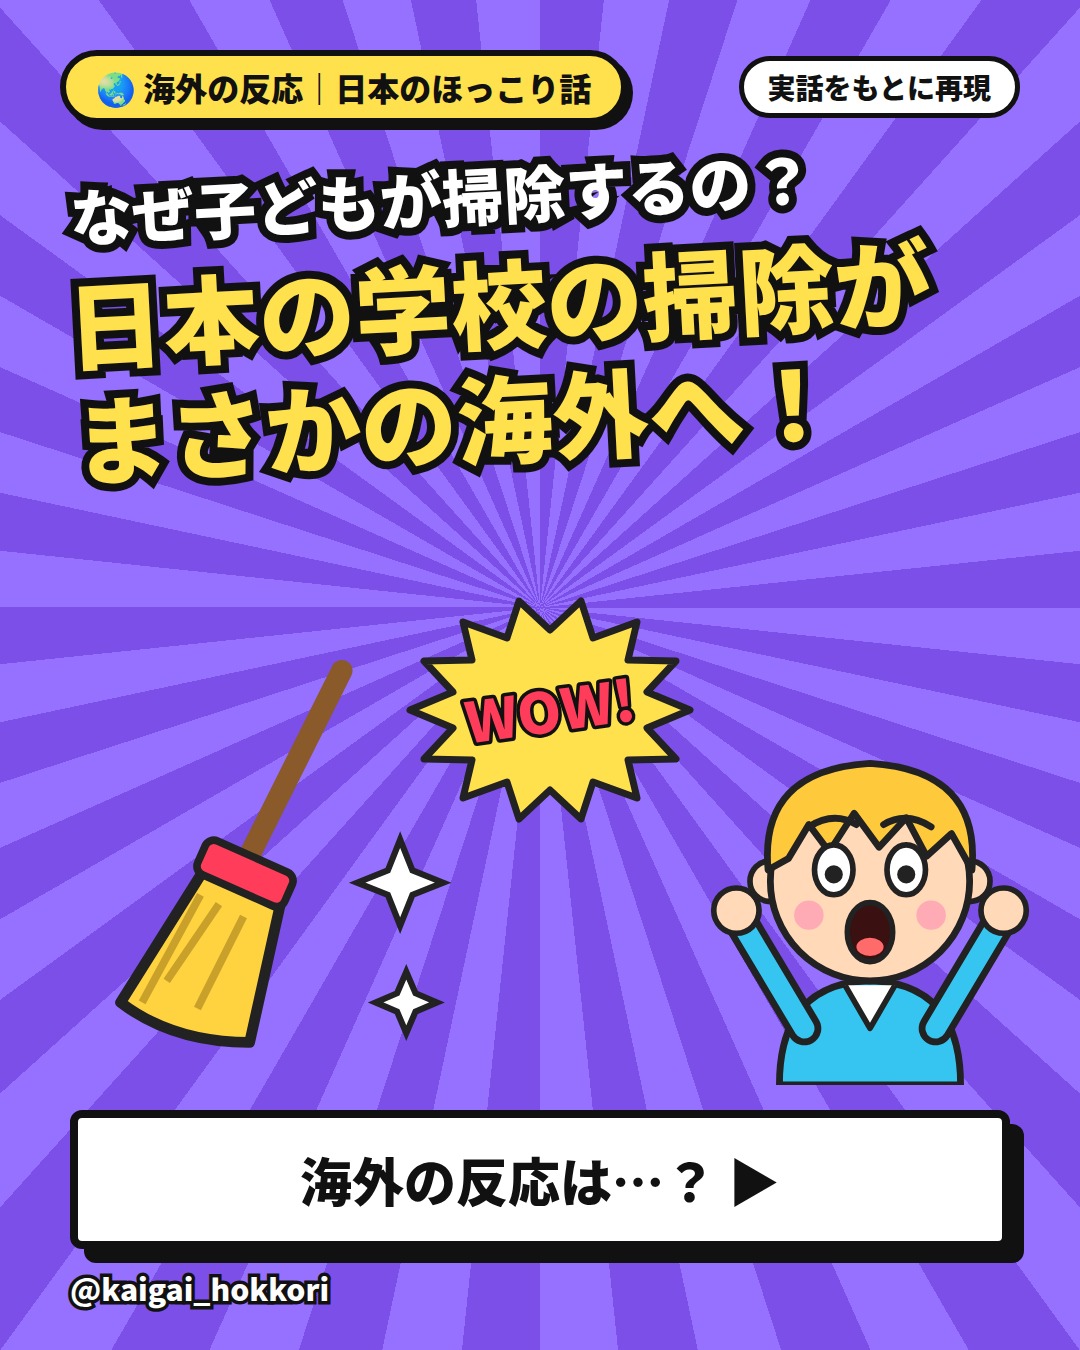 🌏 海外の反応｜日本のほっこり話
実話をもとに再現
なぜ子どもが掃除するの？
日本の学校の掃除が
まさかの海外へ！
WOW!
海外の反応は…？ ▶
@kaigai_hokkori